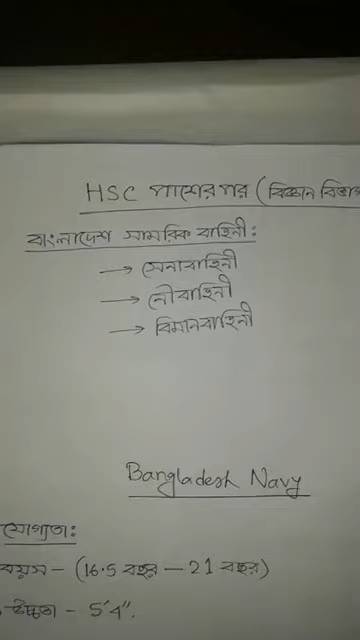 HSC পাশের পর (বিজ্ঞান বিভাগ
বাংলাদেশ সামরিক বাহিনী:
→ সেনাবাহিনী
→ নৌবাহিনী
→ বিমানবাহিনী
Bangladesh Navy
যোগ্যতা:
বয়স - (16.5 বছর - 21 বছর)
উচ্চতা - 5'4".